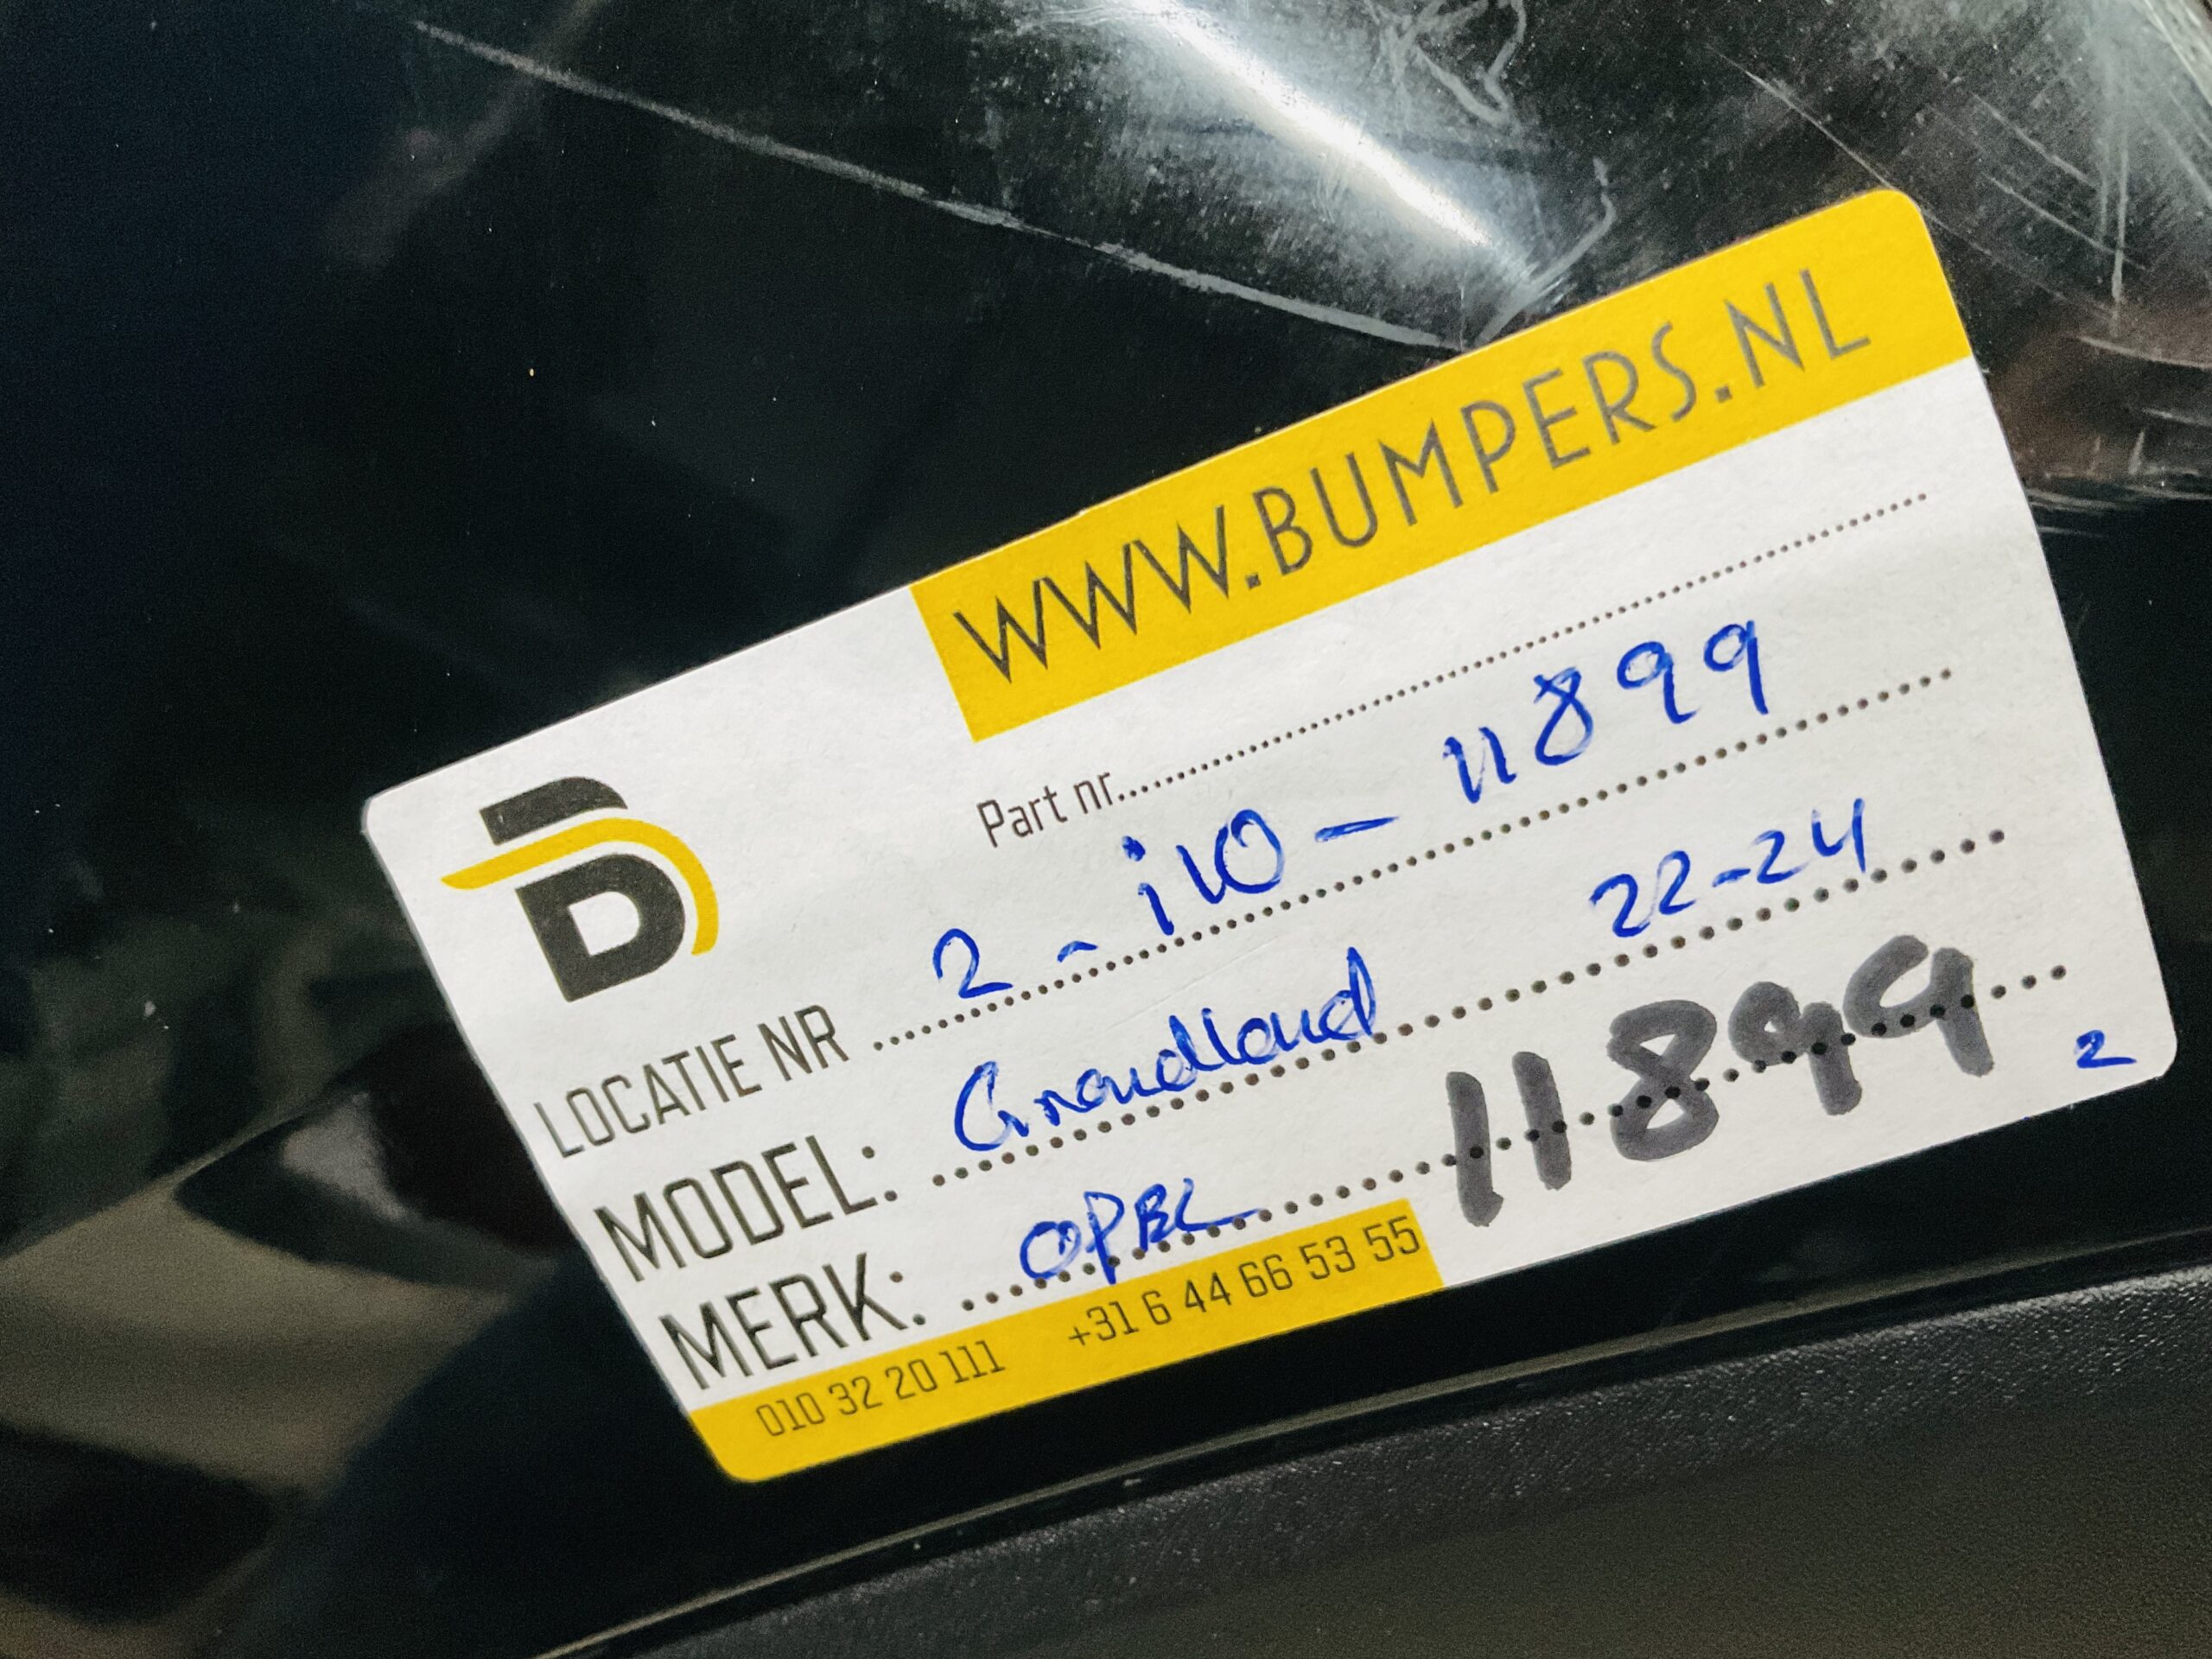 WWW.BUMPERS.NL
Part nr....
LOCATIE NR 2 - i10 - 11899
MODEL: Grandland 22-24
MERK: OPEL 11899 2
010 32 20 111 +31 6 44 66 53 55